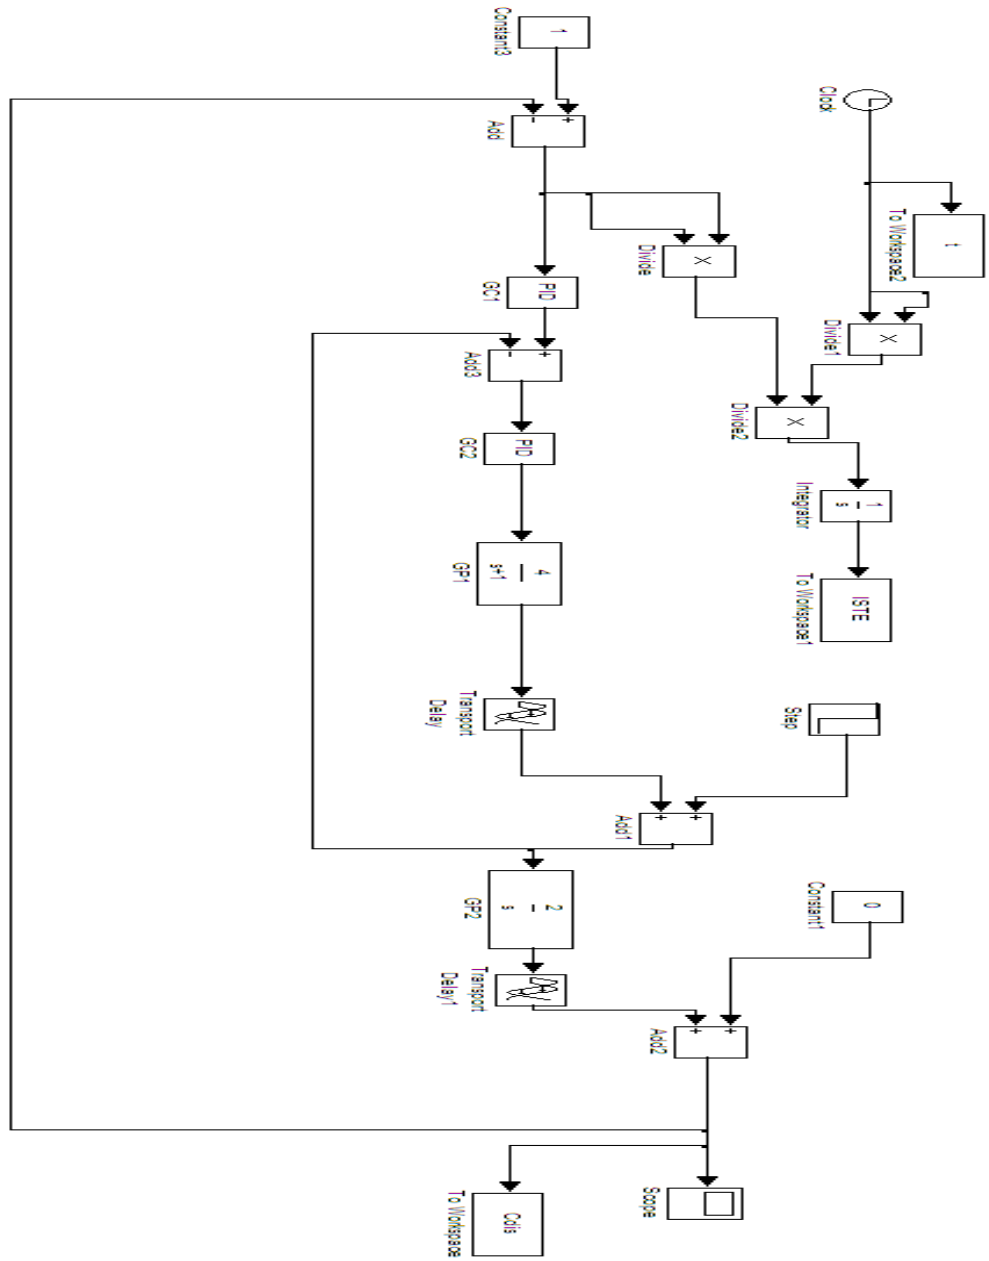 1
Constant3
Clock
+
-
Add
t
To Workspace2
X
Divide
X
Divide1
PID
GC1
+
-
Add3
X
Divide2
PID
GC2
1
s
Integrator
4
s+1
GP1
ISTE
To Workspace1
Transport
Delay
Step
+
+
Add1
2
s
GP2
0
Constant1
Transport
Delay1
+
+
Add2
Scope
Cdis
To Workspace